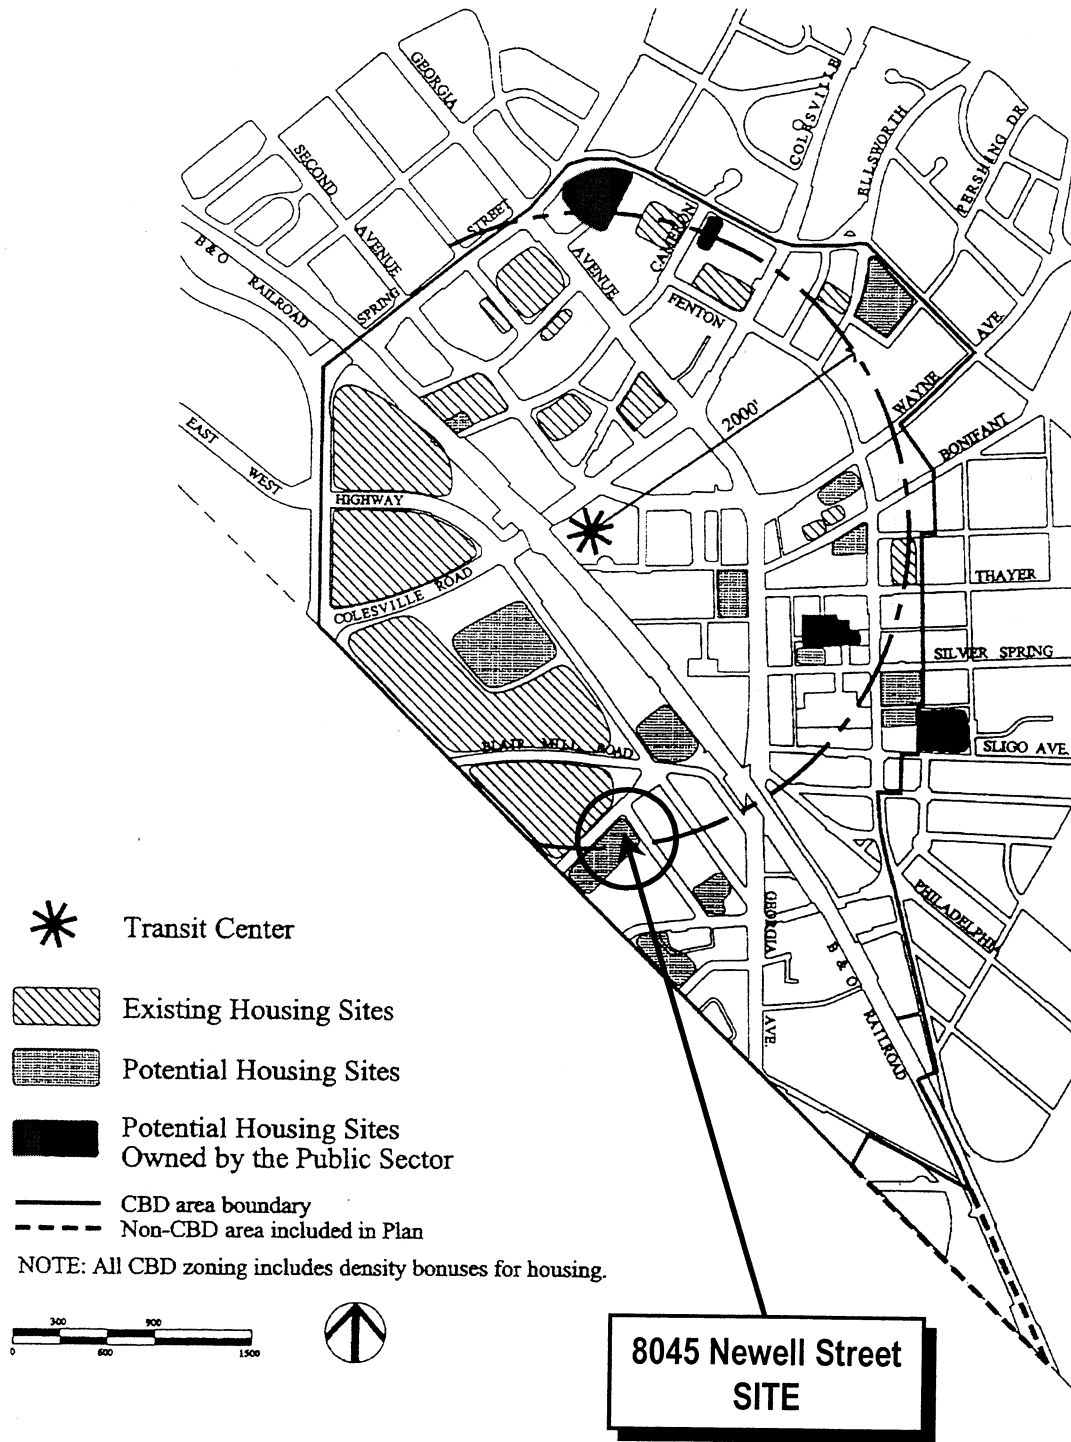 GEORGIA
SECOND
AVENUE
STREET
SPRING
B & O
RAILROAD
COLESVILLE
ELLSWORTH
PERSHING DR.
CAMERON
AVENUE
FENTON
2000'
WAYNE
AVE.
BONIFANT
EAST
WEST
HIGHWAY
COLESVILLE ROAD
THAYER
SILVER SPRING
SLIGO AVE.
BLAIR MILL ROAD
PHILADELPHIA
GEORGIA
AVE.
B & O
RAILROAD
Transit Center
Existing Housing Sites
Potential Housing Sites
Potential Housing Sites
Owned by the Public Sector
CBD area boundary
Non-CBD area included in Plan
NOTE: All CBD zoning includes density bonuses for housing.
300 900
0 600 1500
8045 Newell Street
SITE